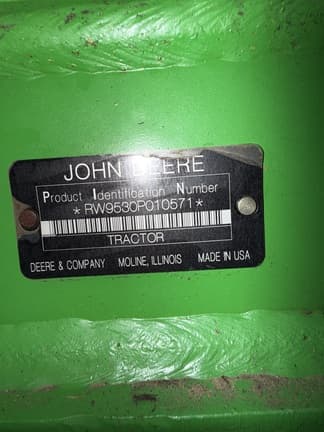 JOHN DEERE
Product Identification Number
*RW9530P010571*
TRACTOR
DEERE & COMPANY MOLINE, ILLINOIS MADE IN USA